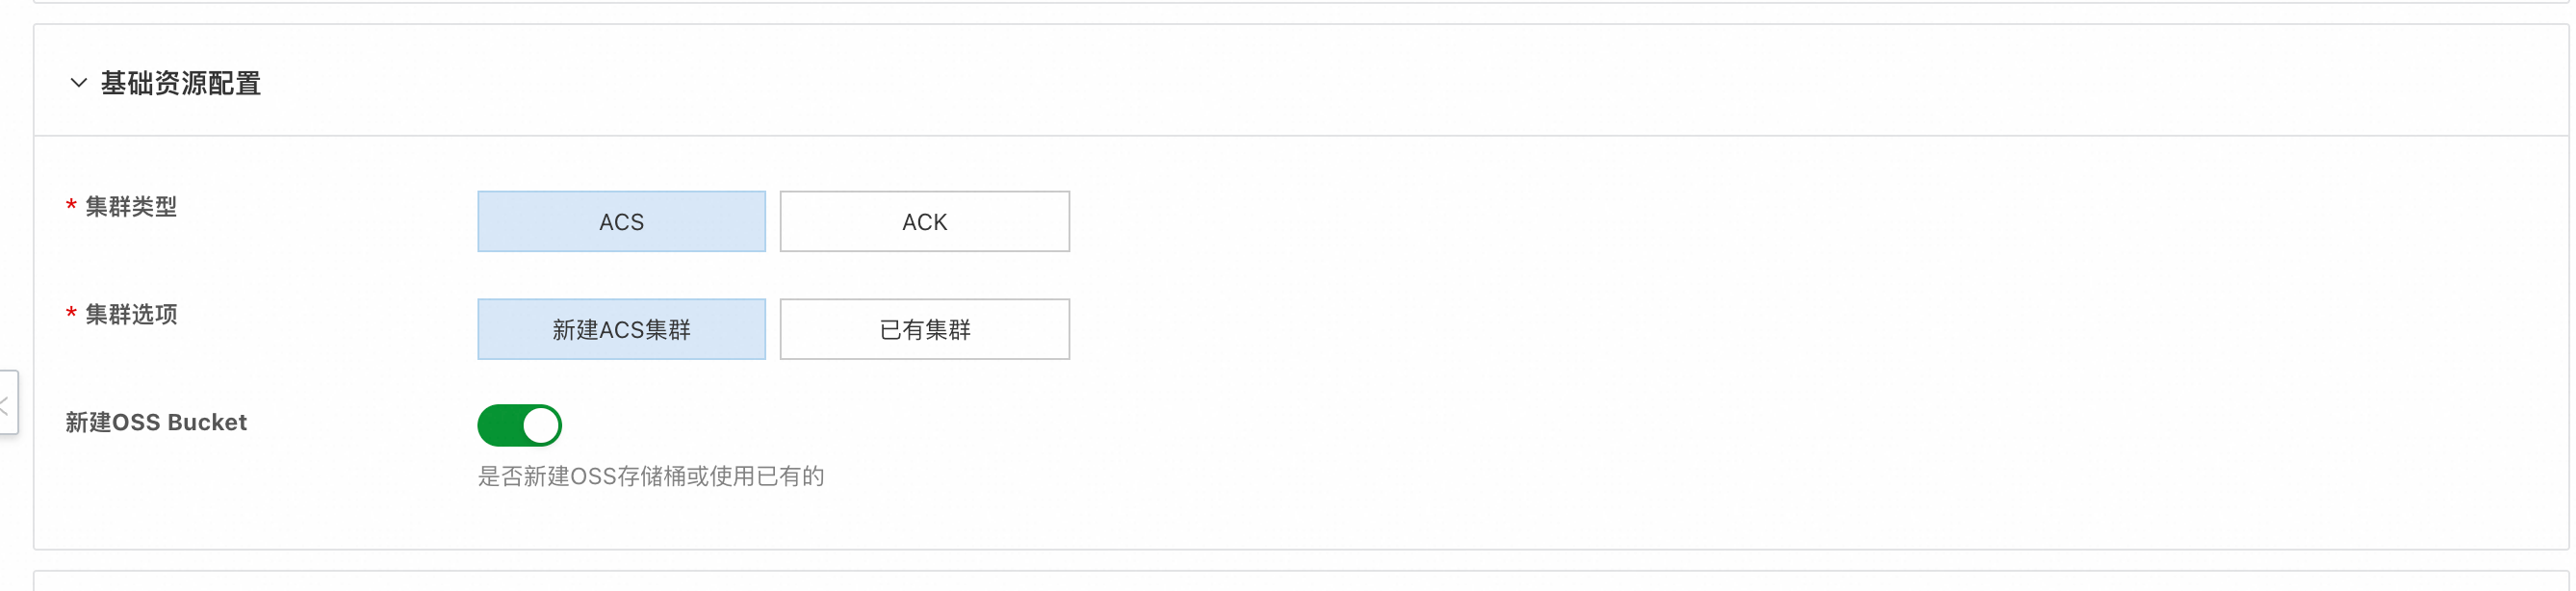 基础资源配置
* 集群类型
ACS
ACK
* 集群选项
新建ACS集群
已有集群
新建OSS Bucket
是否新建OSS存储桶或使用已有的